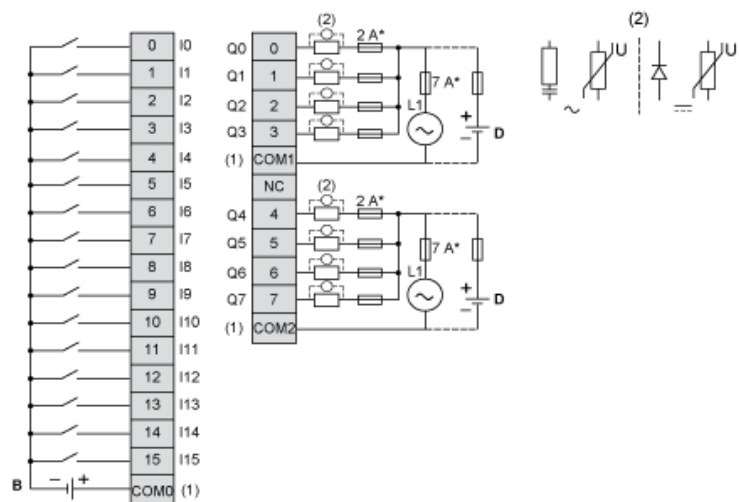 0 I0
1 I1
2 I2
3 I3
4 I4
5 I5
6 I6
7 I7
8 I8
9 I9
10 I10
11 I11
12 I12
13 I13
14 I14
15 I15
B - + COM0 (1)
(2) 2 A*
Q0 0
Q1 1
Q2 2
Q3 3
(1) COM1
7 A*
L1
+
-
D
NC
(2) 2 A*
Q4 4
Q5 5
Q6 6
Q7 7
(1) COM2
7 A*
L1
+
-
D
(2)
U U
~